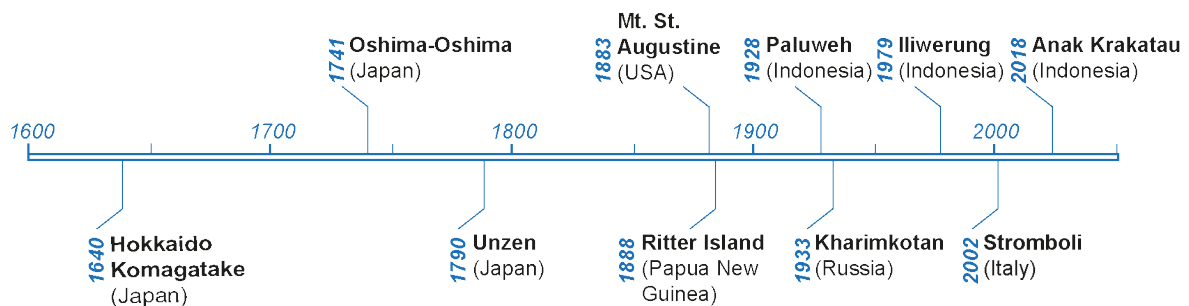 1741 Oshima-Oshima
(Japan)
1883 Mt. St.
Augustine
(USA)
1928 Paluweh
(Indonesia)
1979 Iliwerung
(Indonesia)
2018 Anak Krakatau
(Indonesia)
1600 1700 1800 1900 2000
1640 Hokkaido
Komagatake
(Japan)
1790 Unzen
(Japan)
1888 Ritter Island
(Papua New
Guinea)
1933 Kharimkotan
(Russia)
2002 Stromboli
(Italy)